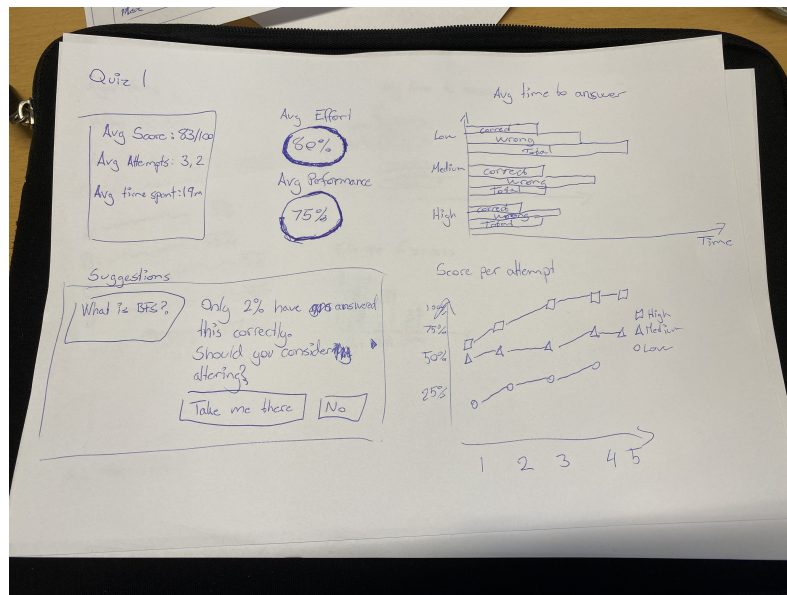 Quiz 1
Avg Score: 83/100
Avg Attempts: 3,2
Avg time spent: 19m
Avg Effort
80%
Avg Peformance
75%
Avg time to answer
Low
correct
wrong
Total
Medium
correct
wrong
Total
High
correct
wrong
Total
Time
Suggestions
What is BFS?
Only 2% have answered
this correctly.
Should you consider
altering?
Take me there
No
Score per attempt
100%
75%
50%
25%
High
Medium
Low
1 2 3 4 5